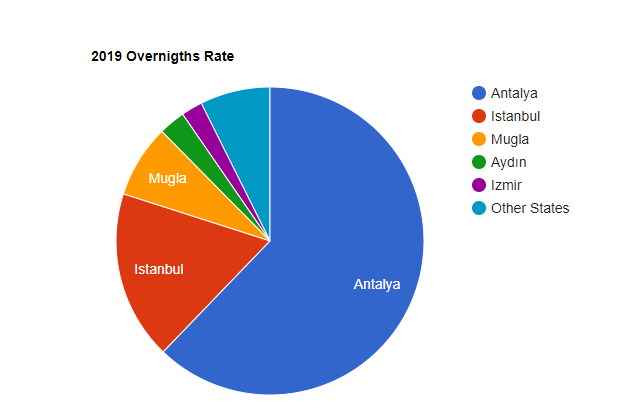 2019 Overnigths Rate
Antalya
Istanbul
Mugla
Aydın
Izmir
Other States
Mugla
Istanbul
Antalya